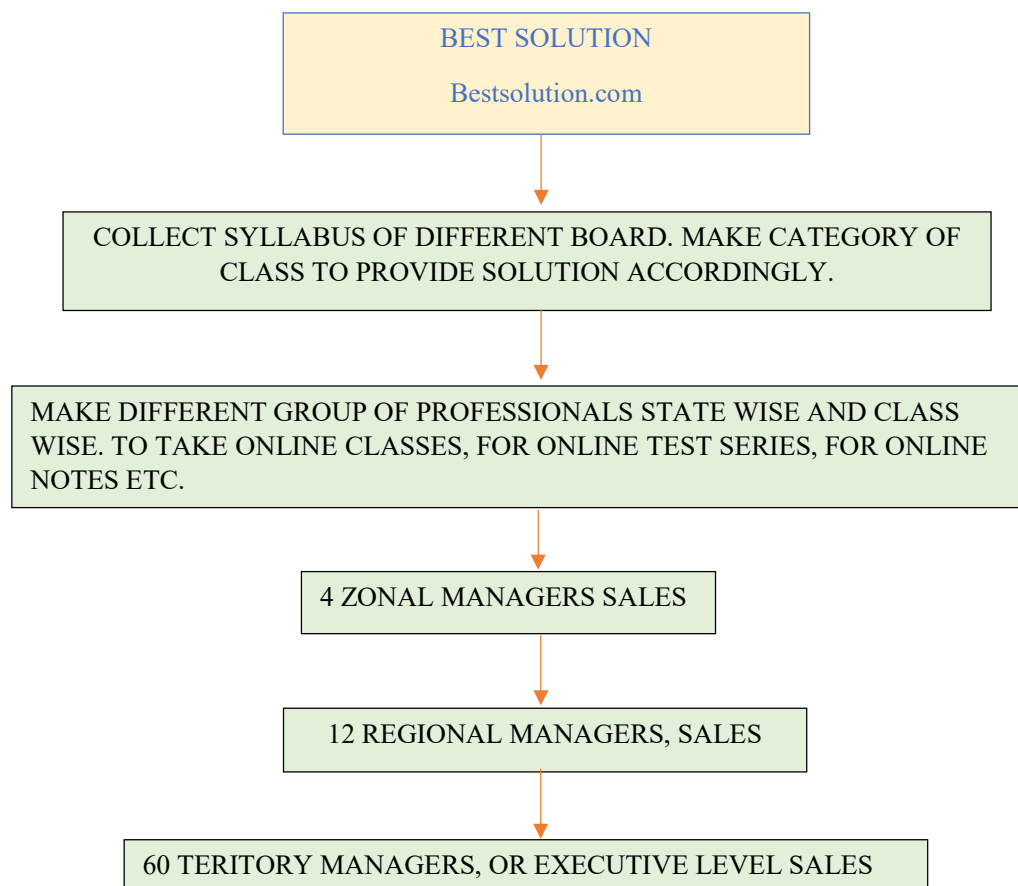 BEST SOLUTION
Bestsolution.com
COLLECT SYLLABUS OF DIFFERENT BOARD. MAKE CATEGORY OF
CLASS TO PROVIDE SOLUTION ACCORDINGLY.
MAKE DIFFERENT GROUP OF PROFESSIONALS STATE WISE AND CLASS
WISE. TO TAKE ONLINE CLASSES, FOR ONLINE TEST SERIES, FOR ONLINE
NOTES ETC.
4 ZONAL MANAGERS SALES
12 REGIONAL MANAGERS, SALES
60 TERITORY MANAGERS, OR EXECUTIVE LEVEL SALES